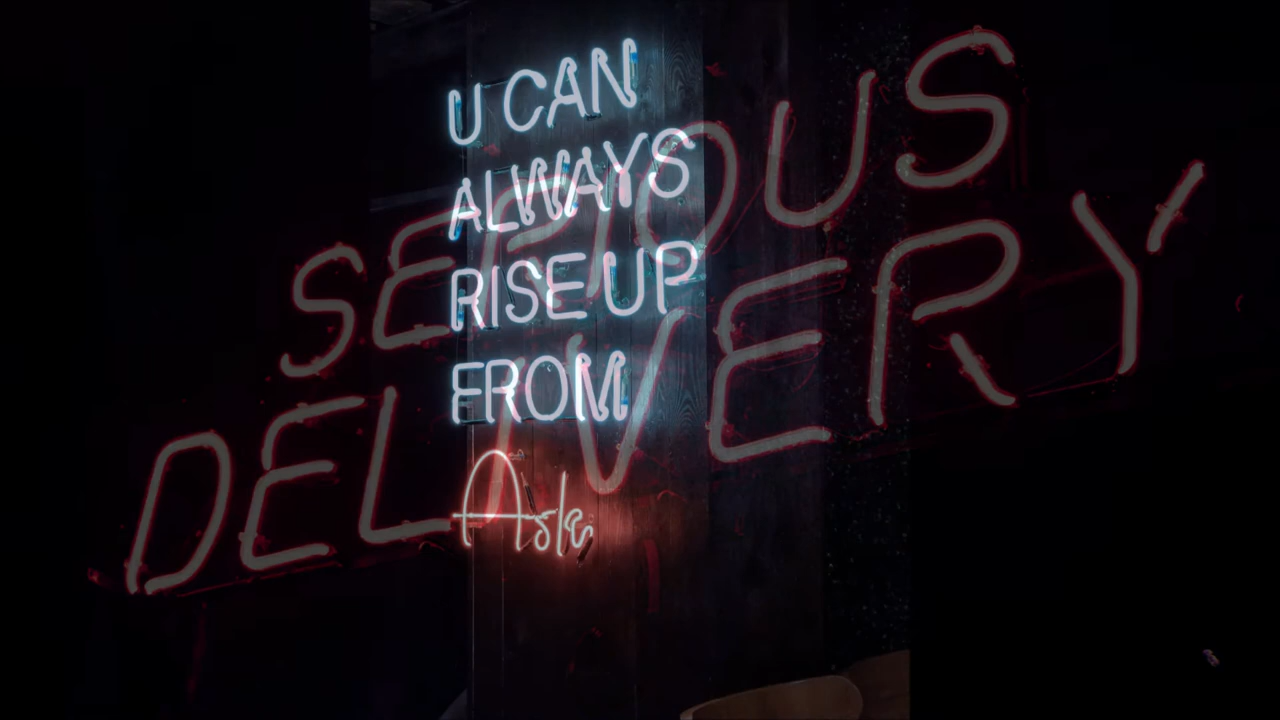 U CAN
ALWAYS
RISE UP
FROM
SERIOUS
DELIVERY